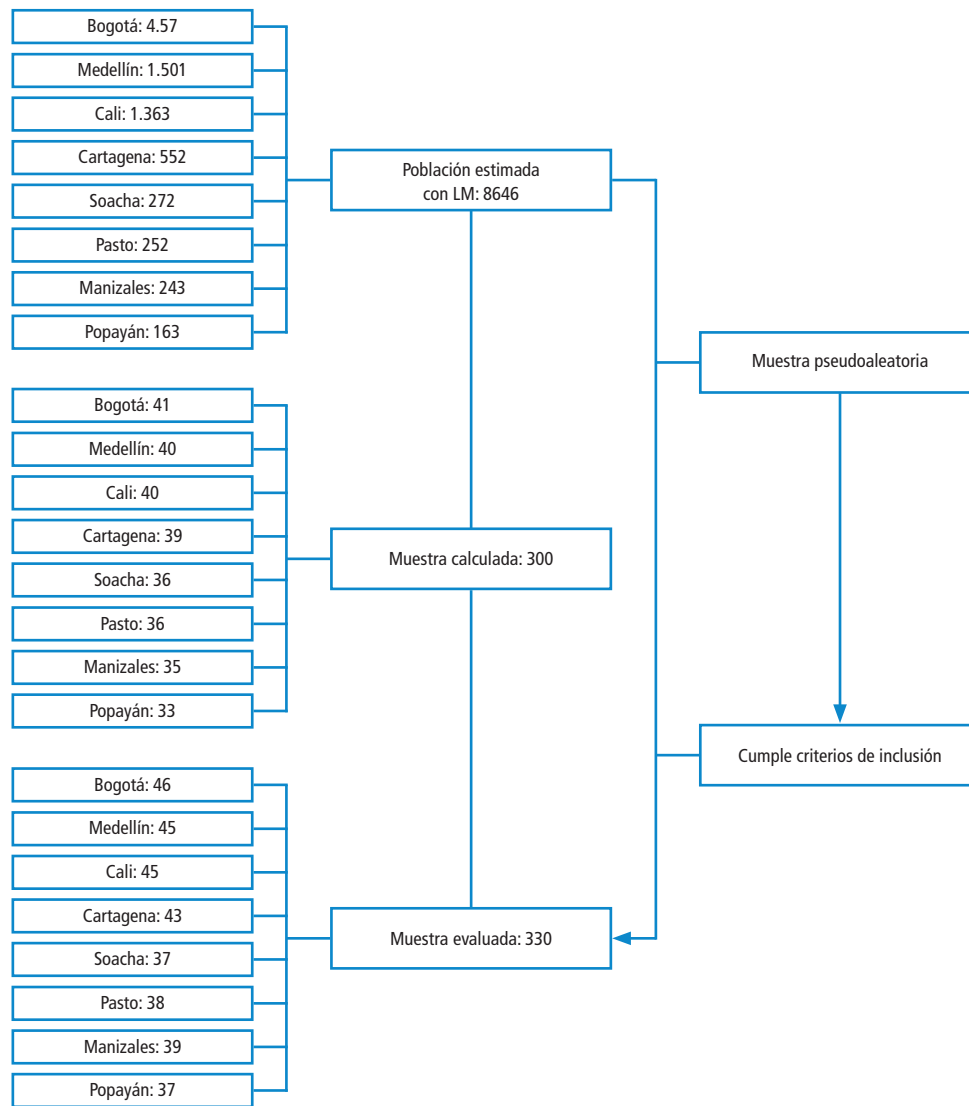 Bogotá: 4.57
Medellín: 1.501
Cali: 1.363
Cartagena: 552
Soacha: 272
Pasto: 252
Manizales: 243
Popayán: 163
Población estimada
con LM: 8646
Muestra pseudoaleatoria
Bogotá: 41
Medellín: 40
Cali: 40
Cartagena: 39
Soacha: 36
Pasto: 36
Manizales: 35
Popayán: 33
Muestra calculada: 300
Cumple criterios de inclusión
Bogotá: 46
Medellín: 45
Cali: 45
Cartagena: 43
Soacha: 37
Pasto: 38
Manizales: 39
Popayán: 37
Muestra evaluada: 330